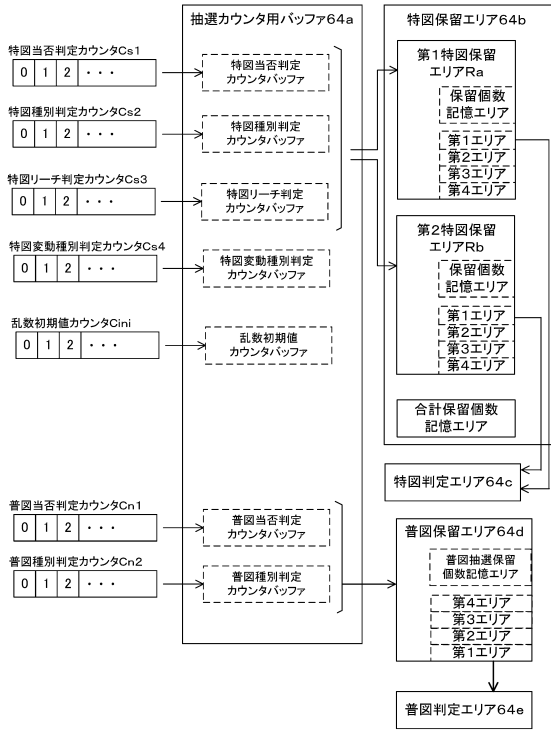 特図当否判定カウンタCs1
0 1 2 ・・・
特図種別判定カウンタCs2
0 1 2 ・・・
特図リーチ判定カウンタCs3
0 1 2 ・・・
特図変動種別判定カウンタCs4
0 1 2 ・・・
乱数初期値カウンタCini
0 1 2 ・・・
普図当否判定カウンタCn1
0 1 2 ・・・
普図種別判定カウンタCn2
0 1 2 ・・・
抽選カウンタ用バッファ64a
特図当否判定
カウンタバッファ
特図種別判定
カウンタバッファ
特図リーチ判定
カウンタバッファ
特図変動種別判定
カウンタバッファ
乱数初期値
カウンタバッファ
普図当否判定
カウンタバッファ
普図種別判定
カウンタバッファ
特図保留エリア64b
第1特図保留
エリアRa
保留個数
記憶エリア
第1エリア
第2エリア
第3エリア
第4エリア
第2特図保留
エリアRb
保留個数
記憶エリア
第1エリア
第2エリア
第3エリア
第4エリア
合計保留個数
記憶エリア
特図判定エリア64c
普図保留エリア64d
普図抽選保留
個数記憶エリア
第4エリア
第3エリア
第2エリア
第1エリア
普図判定エリア64e